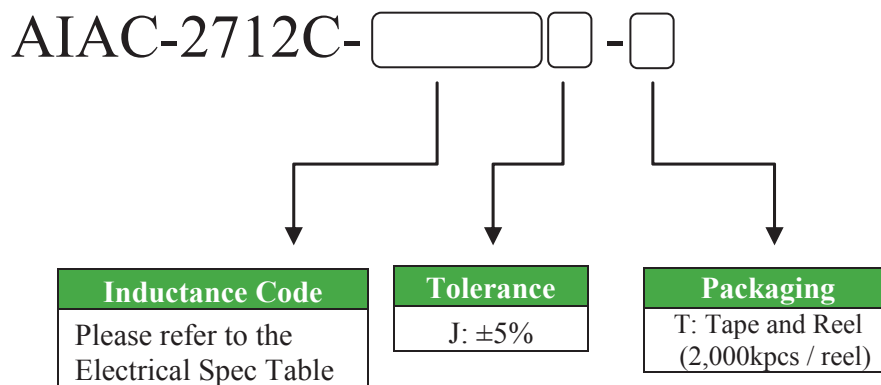 AIAC-2712C- -
Inductance Code
Please refer to the
Electrical Spec Table
Tolerance
J: ±5%
Packaging
T: Tape and Reel
(2,000kpcs / reel)